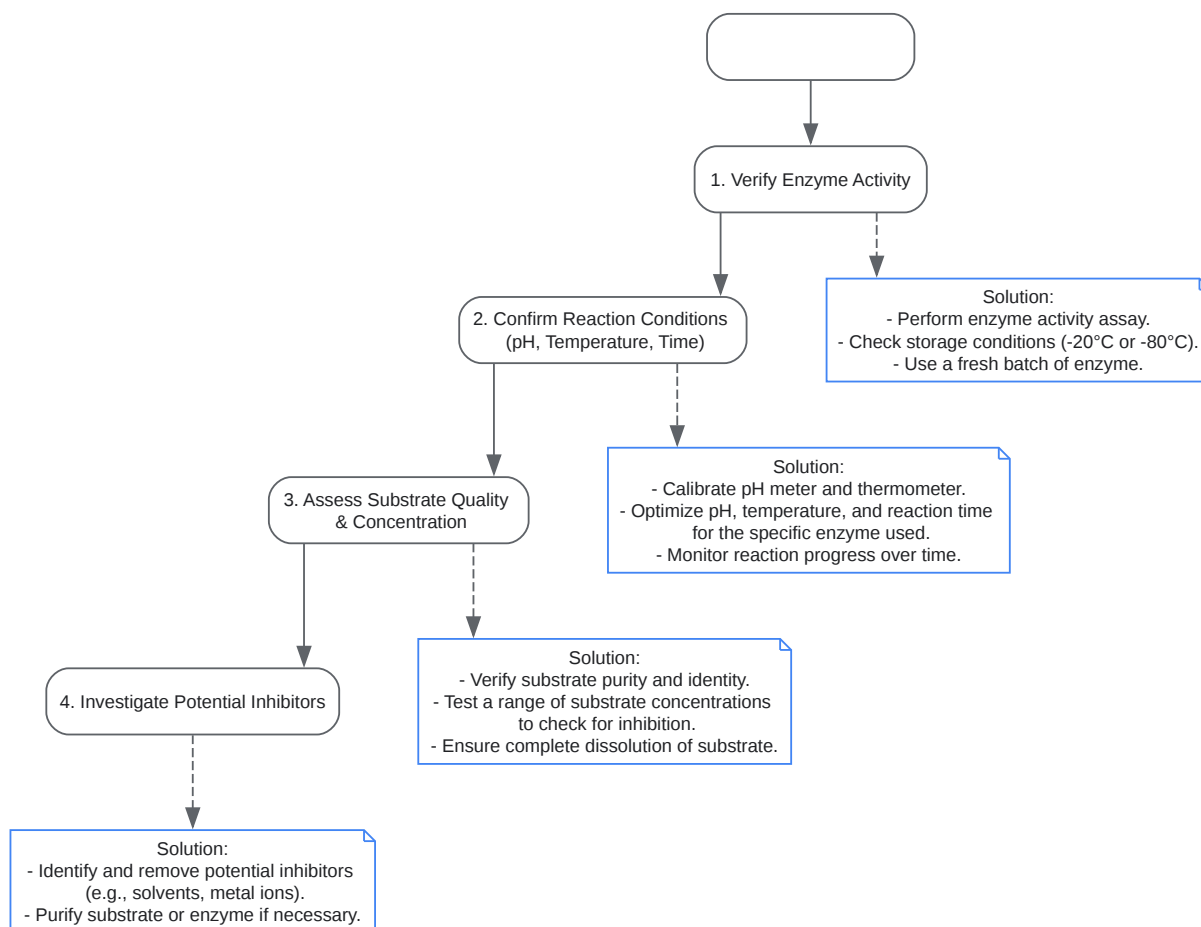 1. Verify Enzyme Activity
Solution:
- Perform enzyme activity assay.
- Check storage conditions (-20°C or -80°C).
- Use a fresh batch of enzyme.
2. Confirm Reaction Conditions
(pH, Temperature, Time)
Solution:
- Calibrate pH meter and thermometer.
- Optimize pH, temperature, and reaction time
for the specific enzyme used.
- Monitor reaction progress over time.
3. Assess Substrate Quality
& Concentration
Solution:
- Verify substrate purity and identity.
- Test a range of substrate concentrations
to check for inhibition.
- Ensure complete dissolution of substrate.
4. Investigate Potential Inhibitors
Solution:
- Identify and remove potential inhibitors
(e.g., solvents, metal ions).
- Purify substrate or enzyme if necessary.